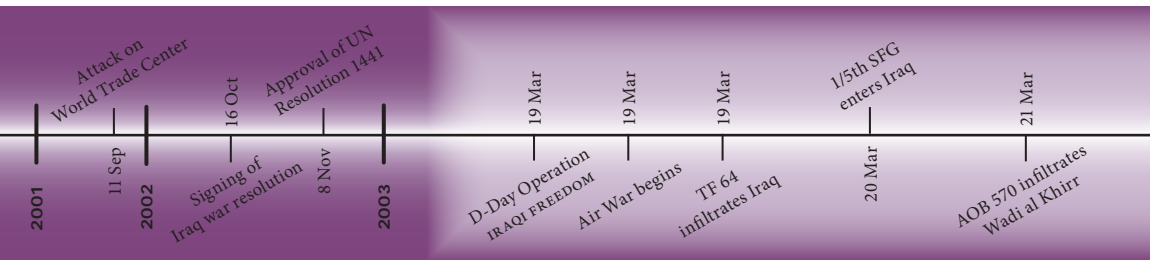 2001
Attack on
World Trade Center
11 Sep
2002
16 Oct
Signing of
Iraq war resolution
Approval of UN
Resolution 1441
8 Nov
2003
19 Mar
D-Day Operation
IRAQI FREEDOM
19 Mar
Air War begins
19 Mar
TF 64
infiltrates Iraq
1/5th SFG
enters Iraq
20 Mar
21 Mar
AOB 570 infiltrates
Wadi al Khirr